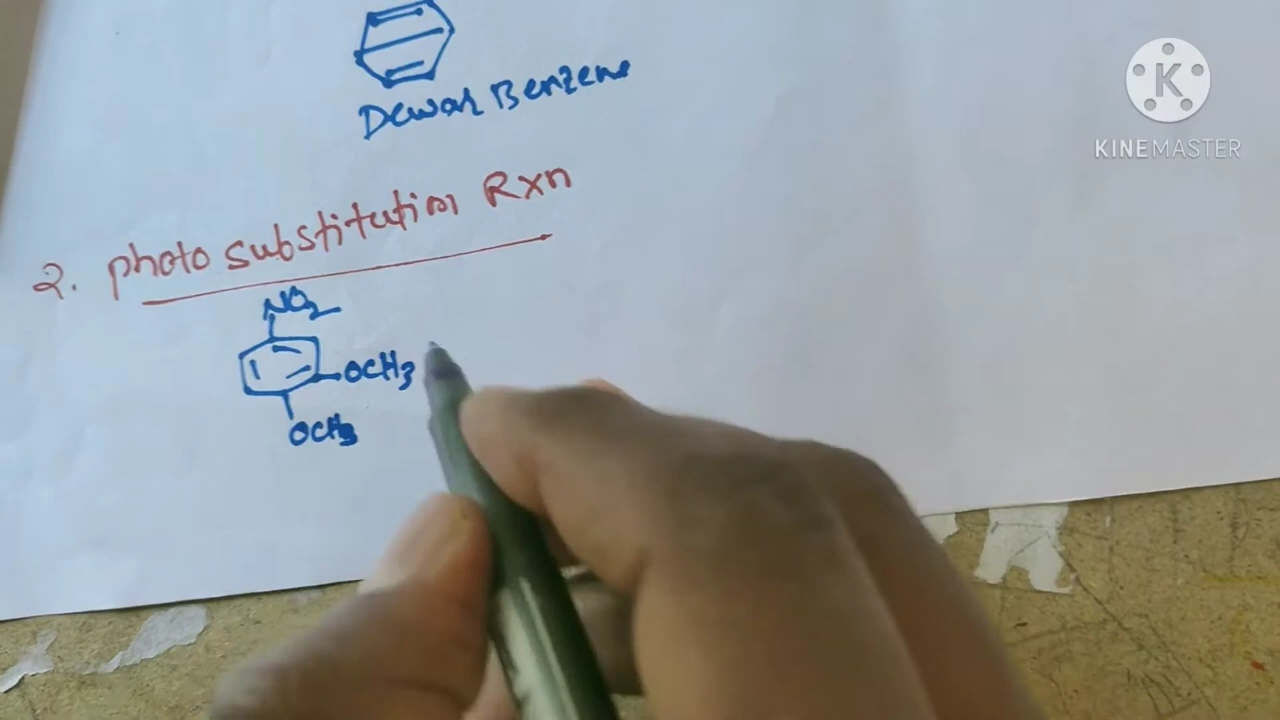 K
KINEMASTER
Dewar Benzene
2. photo substitution Rxn
NO2
OCH3
OCH3